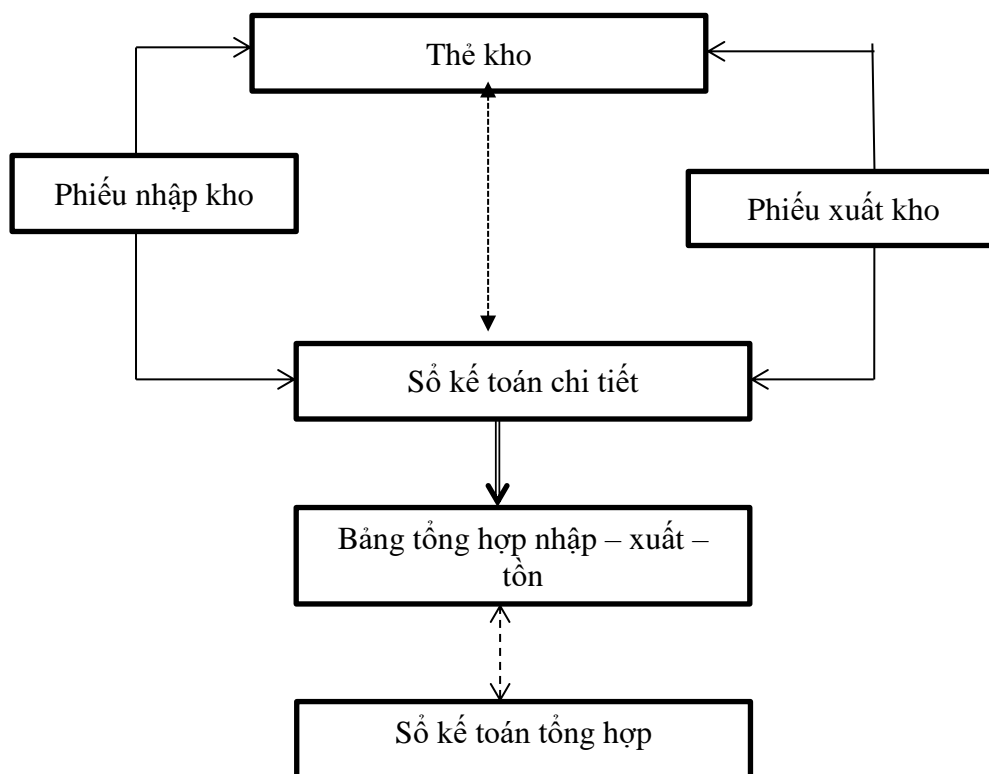 Thẻ kho
Phiếu nhập kho
Phiếu xuất kho
Sổ kế toán chi tiết
Bảng tổng hợp nhập – xuất –
tồn
Sổ kế toán tổng hợp